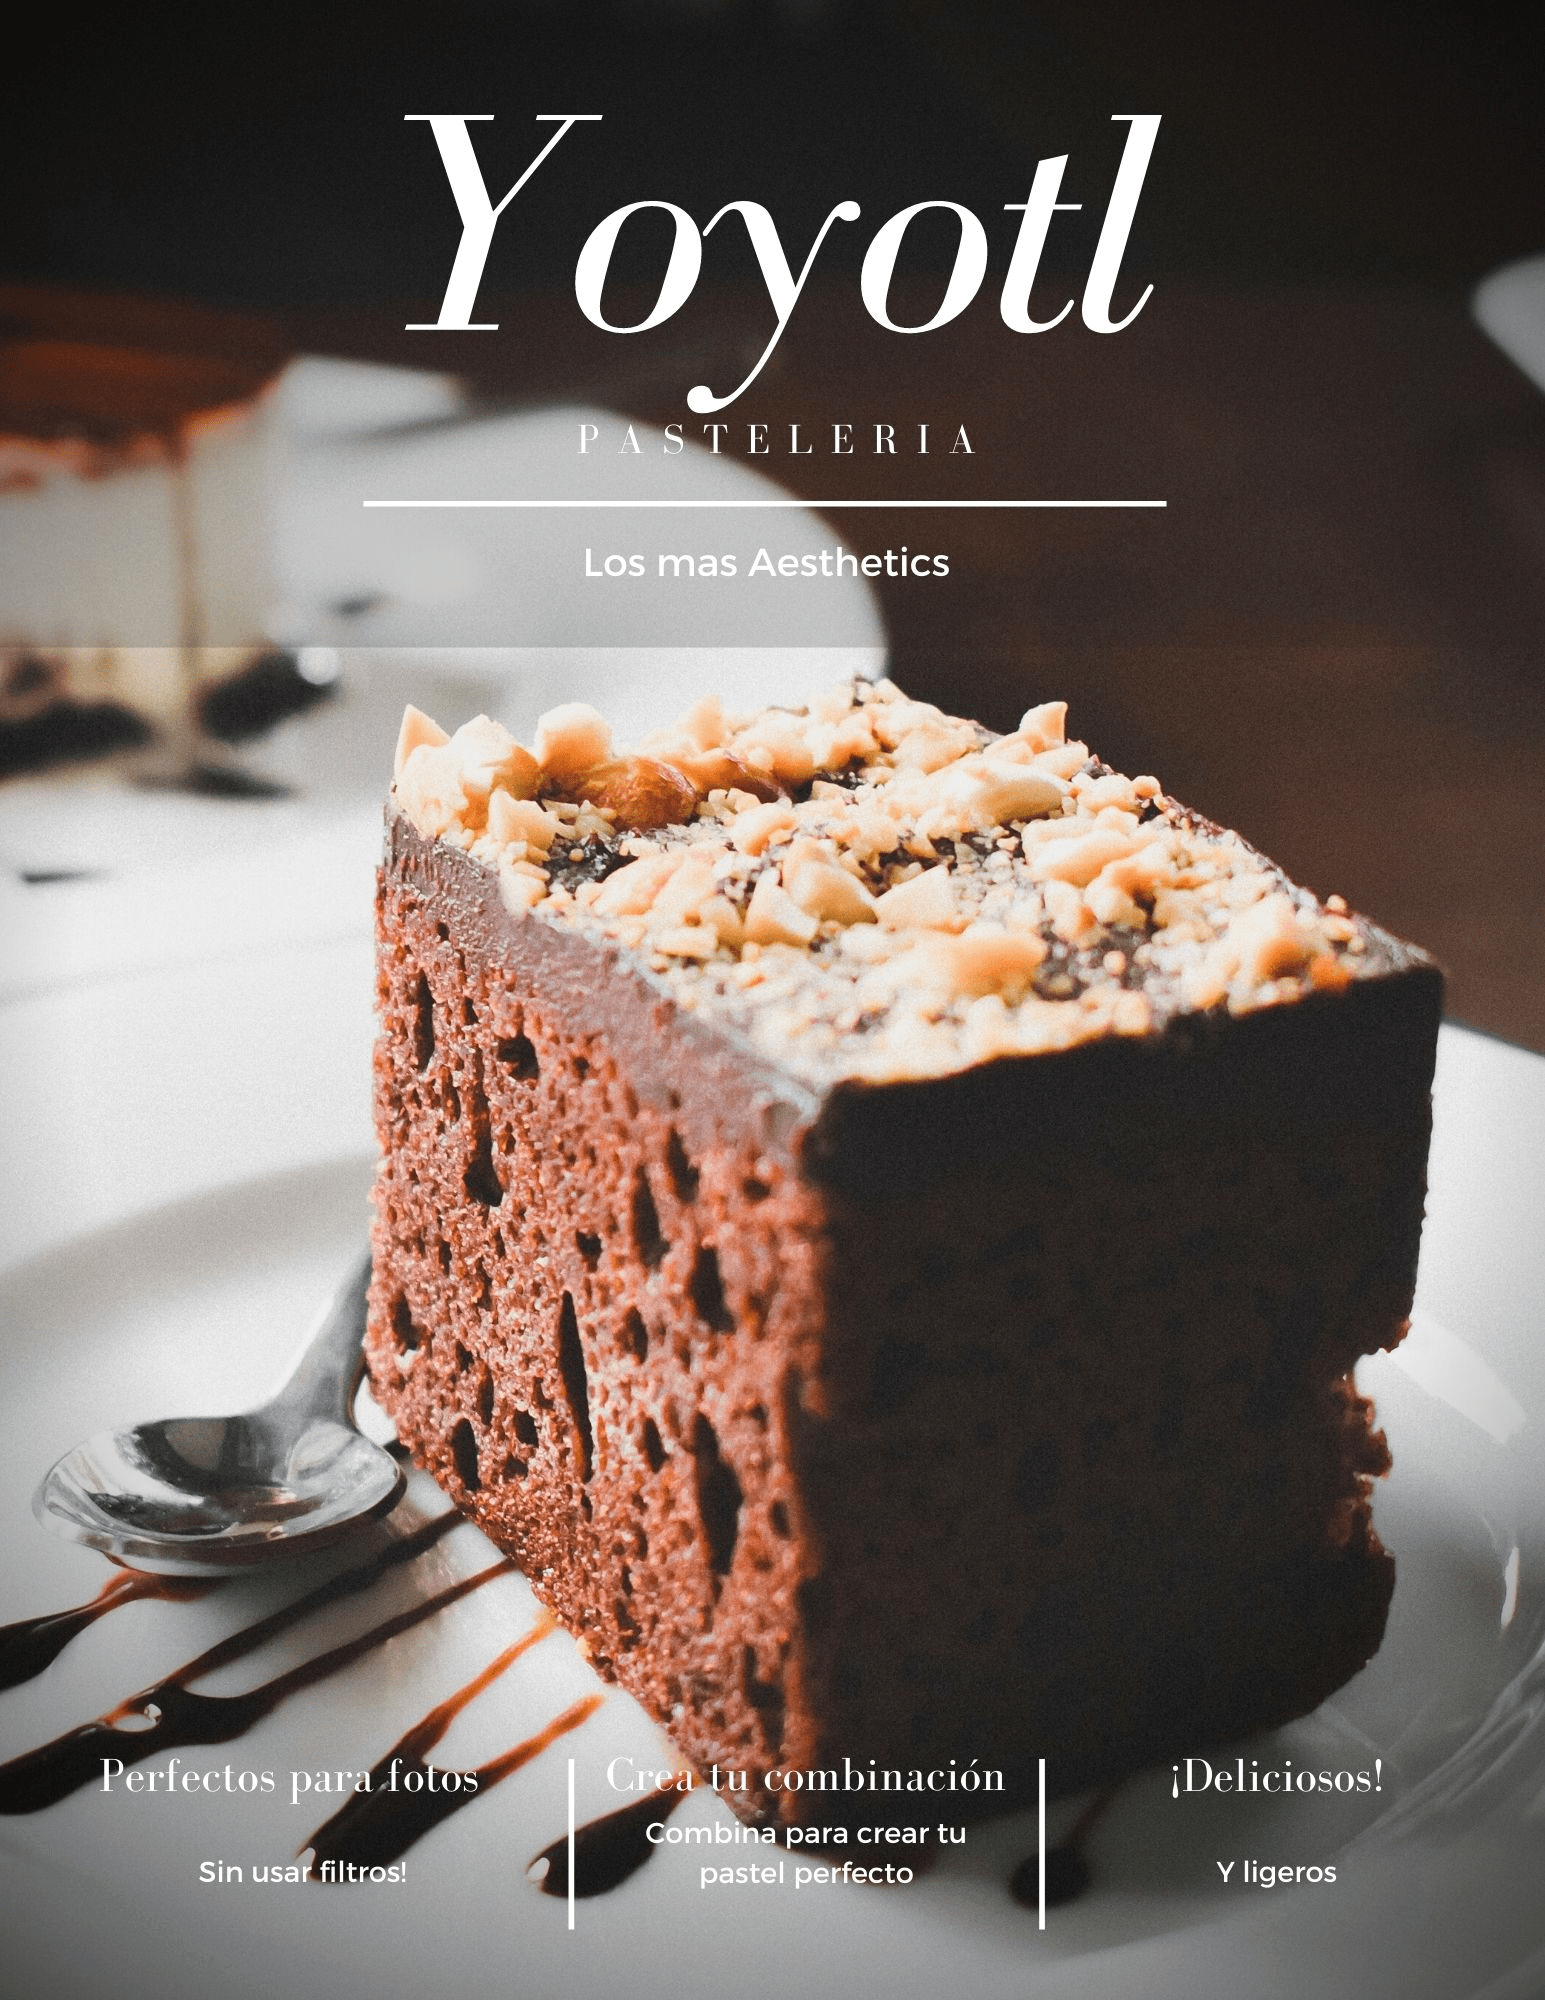 Yoyotl
PASTELERIA
Los mas Aesthetics
Perfectos para fotos
Sin usar filtros!
Crea tu combinación
Combina para crear tu
pastel perfecto
¡Deliciosos!
Y ligeros